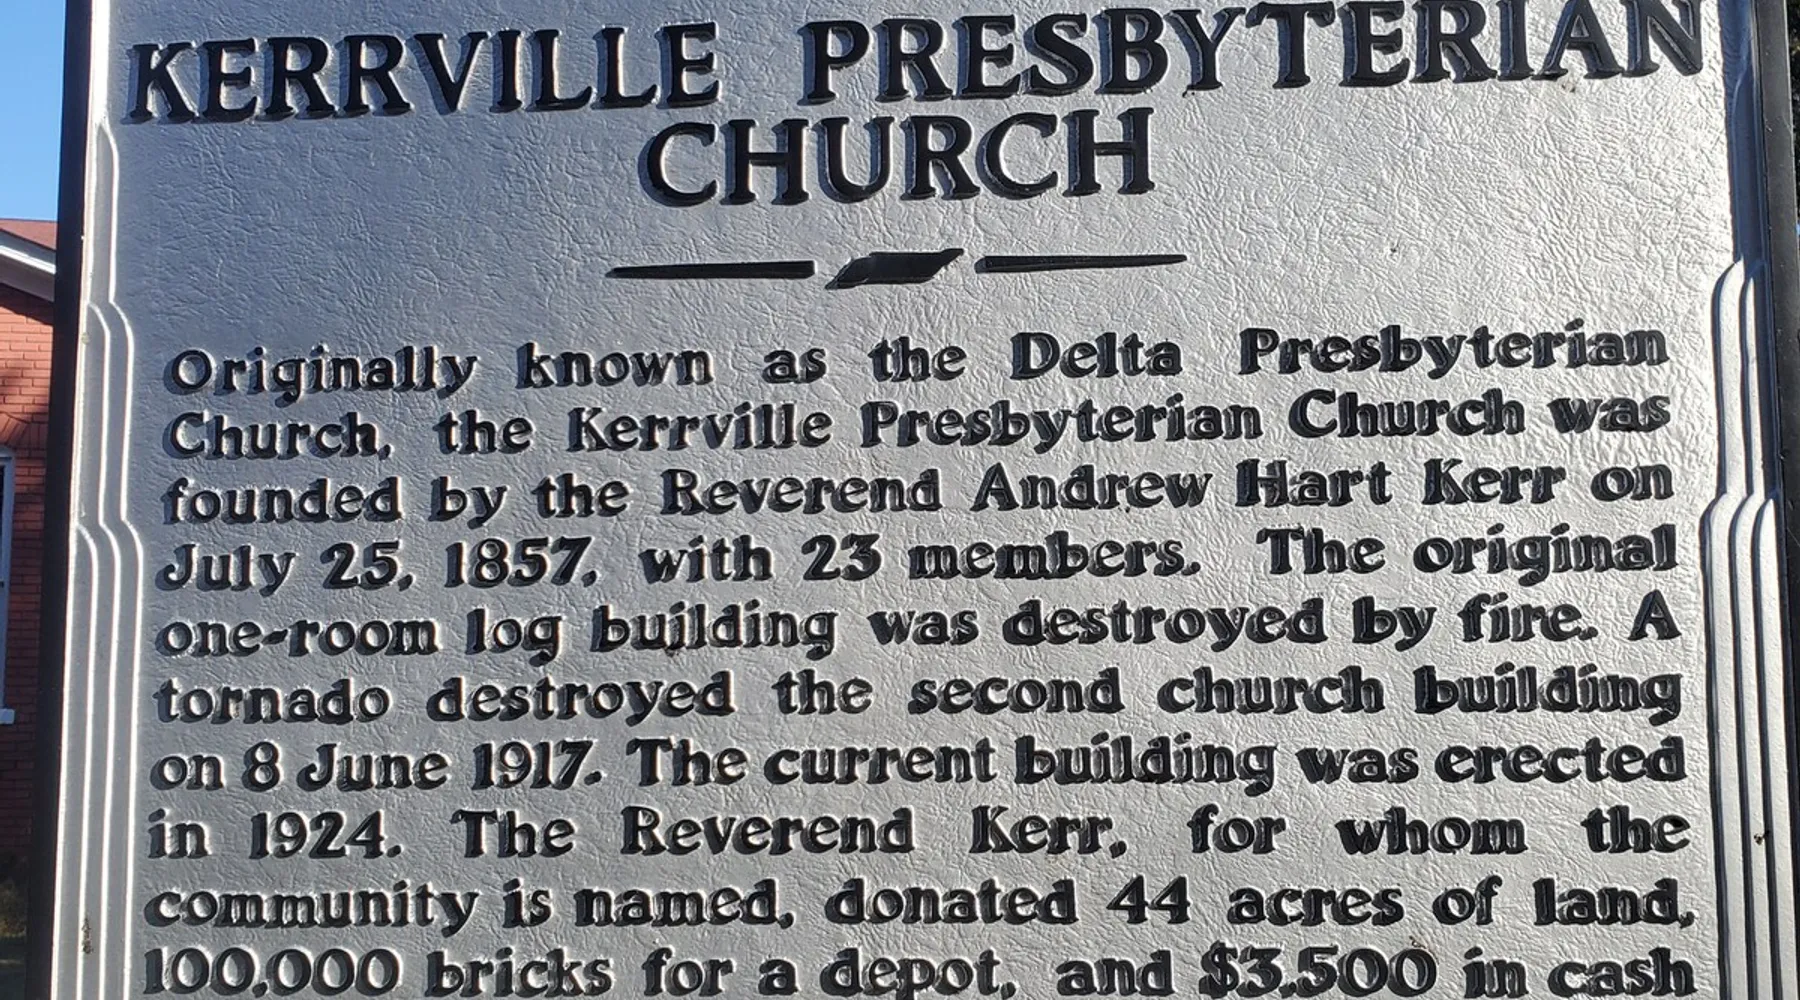 KERRVILLE PRESBYTERIAN
CHURCH
Originally known as the Delta Presbyterian
Church, the Kerrville Presbyterian Church was
founded by the Reverend Andrew Hart Kerr on
July 25, 1857, with 23 members. The original
one-room log building was destroyed by fire. A
tornado destroyed the second church building
on 8 June 1917. The current building was erected
in 1924. The Reverend Kerr, for whom the
community is named, donated 44 acres of land,
100,000 bricks for a depot, and $3,500 in cash